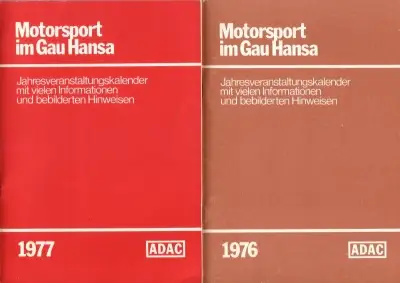 Motorsport
im Gau Hansa
Jahresveranstaltungskalender
mit vielen Informationen
und bebilderten Hinweisen
1977
ADAC
Motorsport
im Gau Hansa
Jahresveranstaltungskalender
mit vielen Informationen
und bebilderten Hinweisen
1976
ADAC